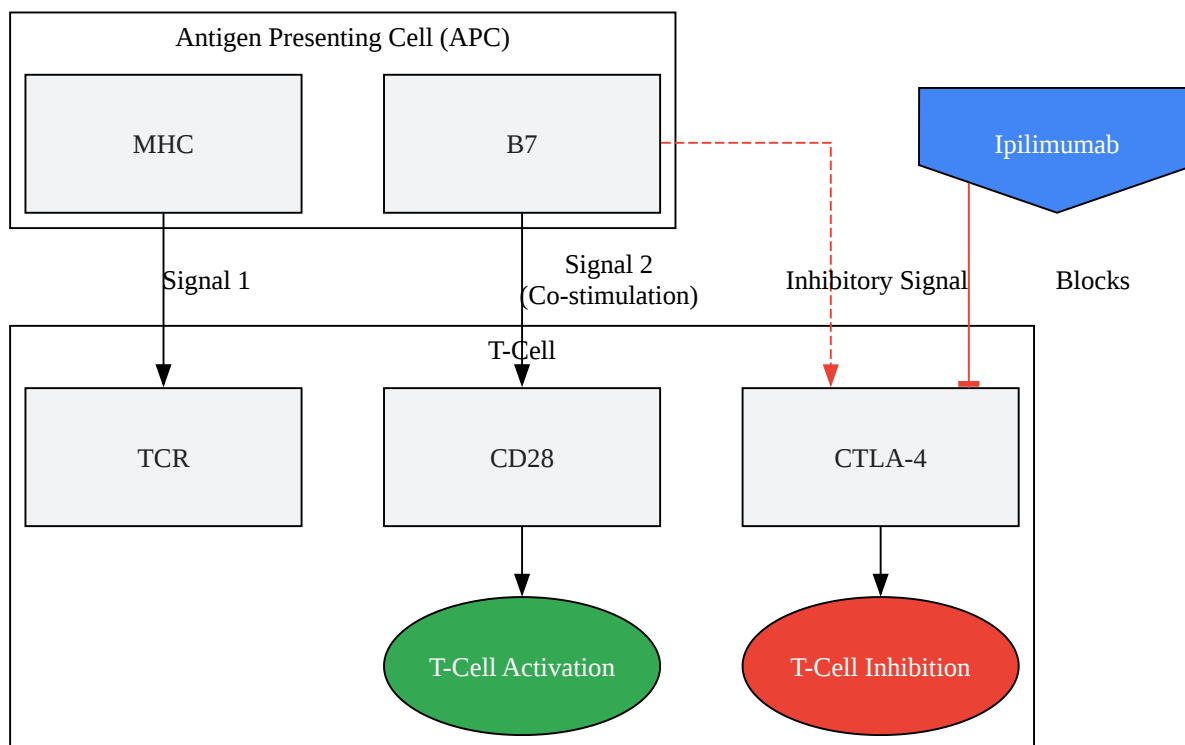 Antigen Presenting Cell (APC)
MHC
B7
Ipilimumab
Signal 1
Signal 2
(Co-stimulation)
Inhibitory Signal
Blocks
T-Cell
TCR
CD28
CTLA-4
T-Cell Activation
T-Cell Inhibition